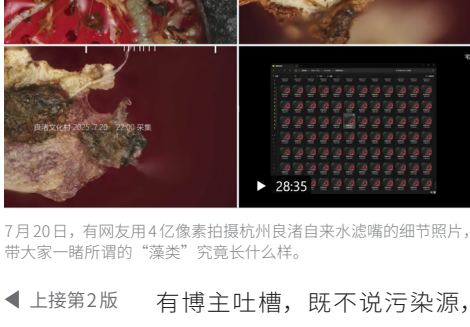 良渚文化村 2025 .7.20 22:00 采集
28:35
7月20日，有网友用4亿像素拍摄杭州良渚自来水滤嘴的细节照片，
带大家一睹所谓的“藻类”究竟长什么样。
上接第2版
有博主吐槽，既不说污染源，